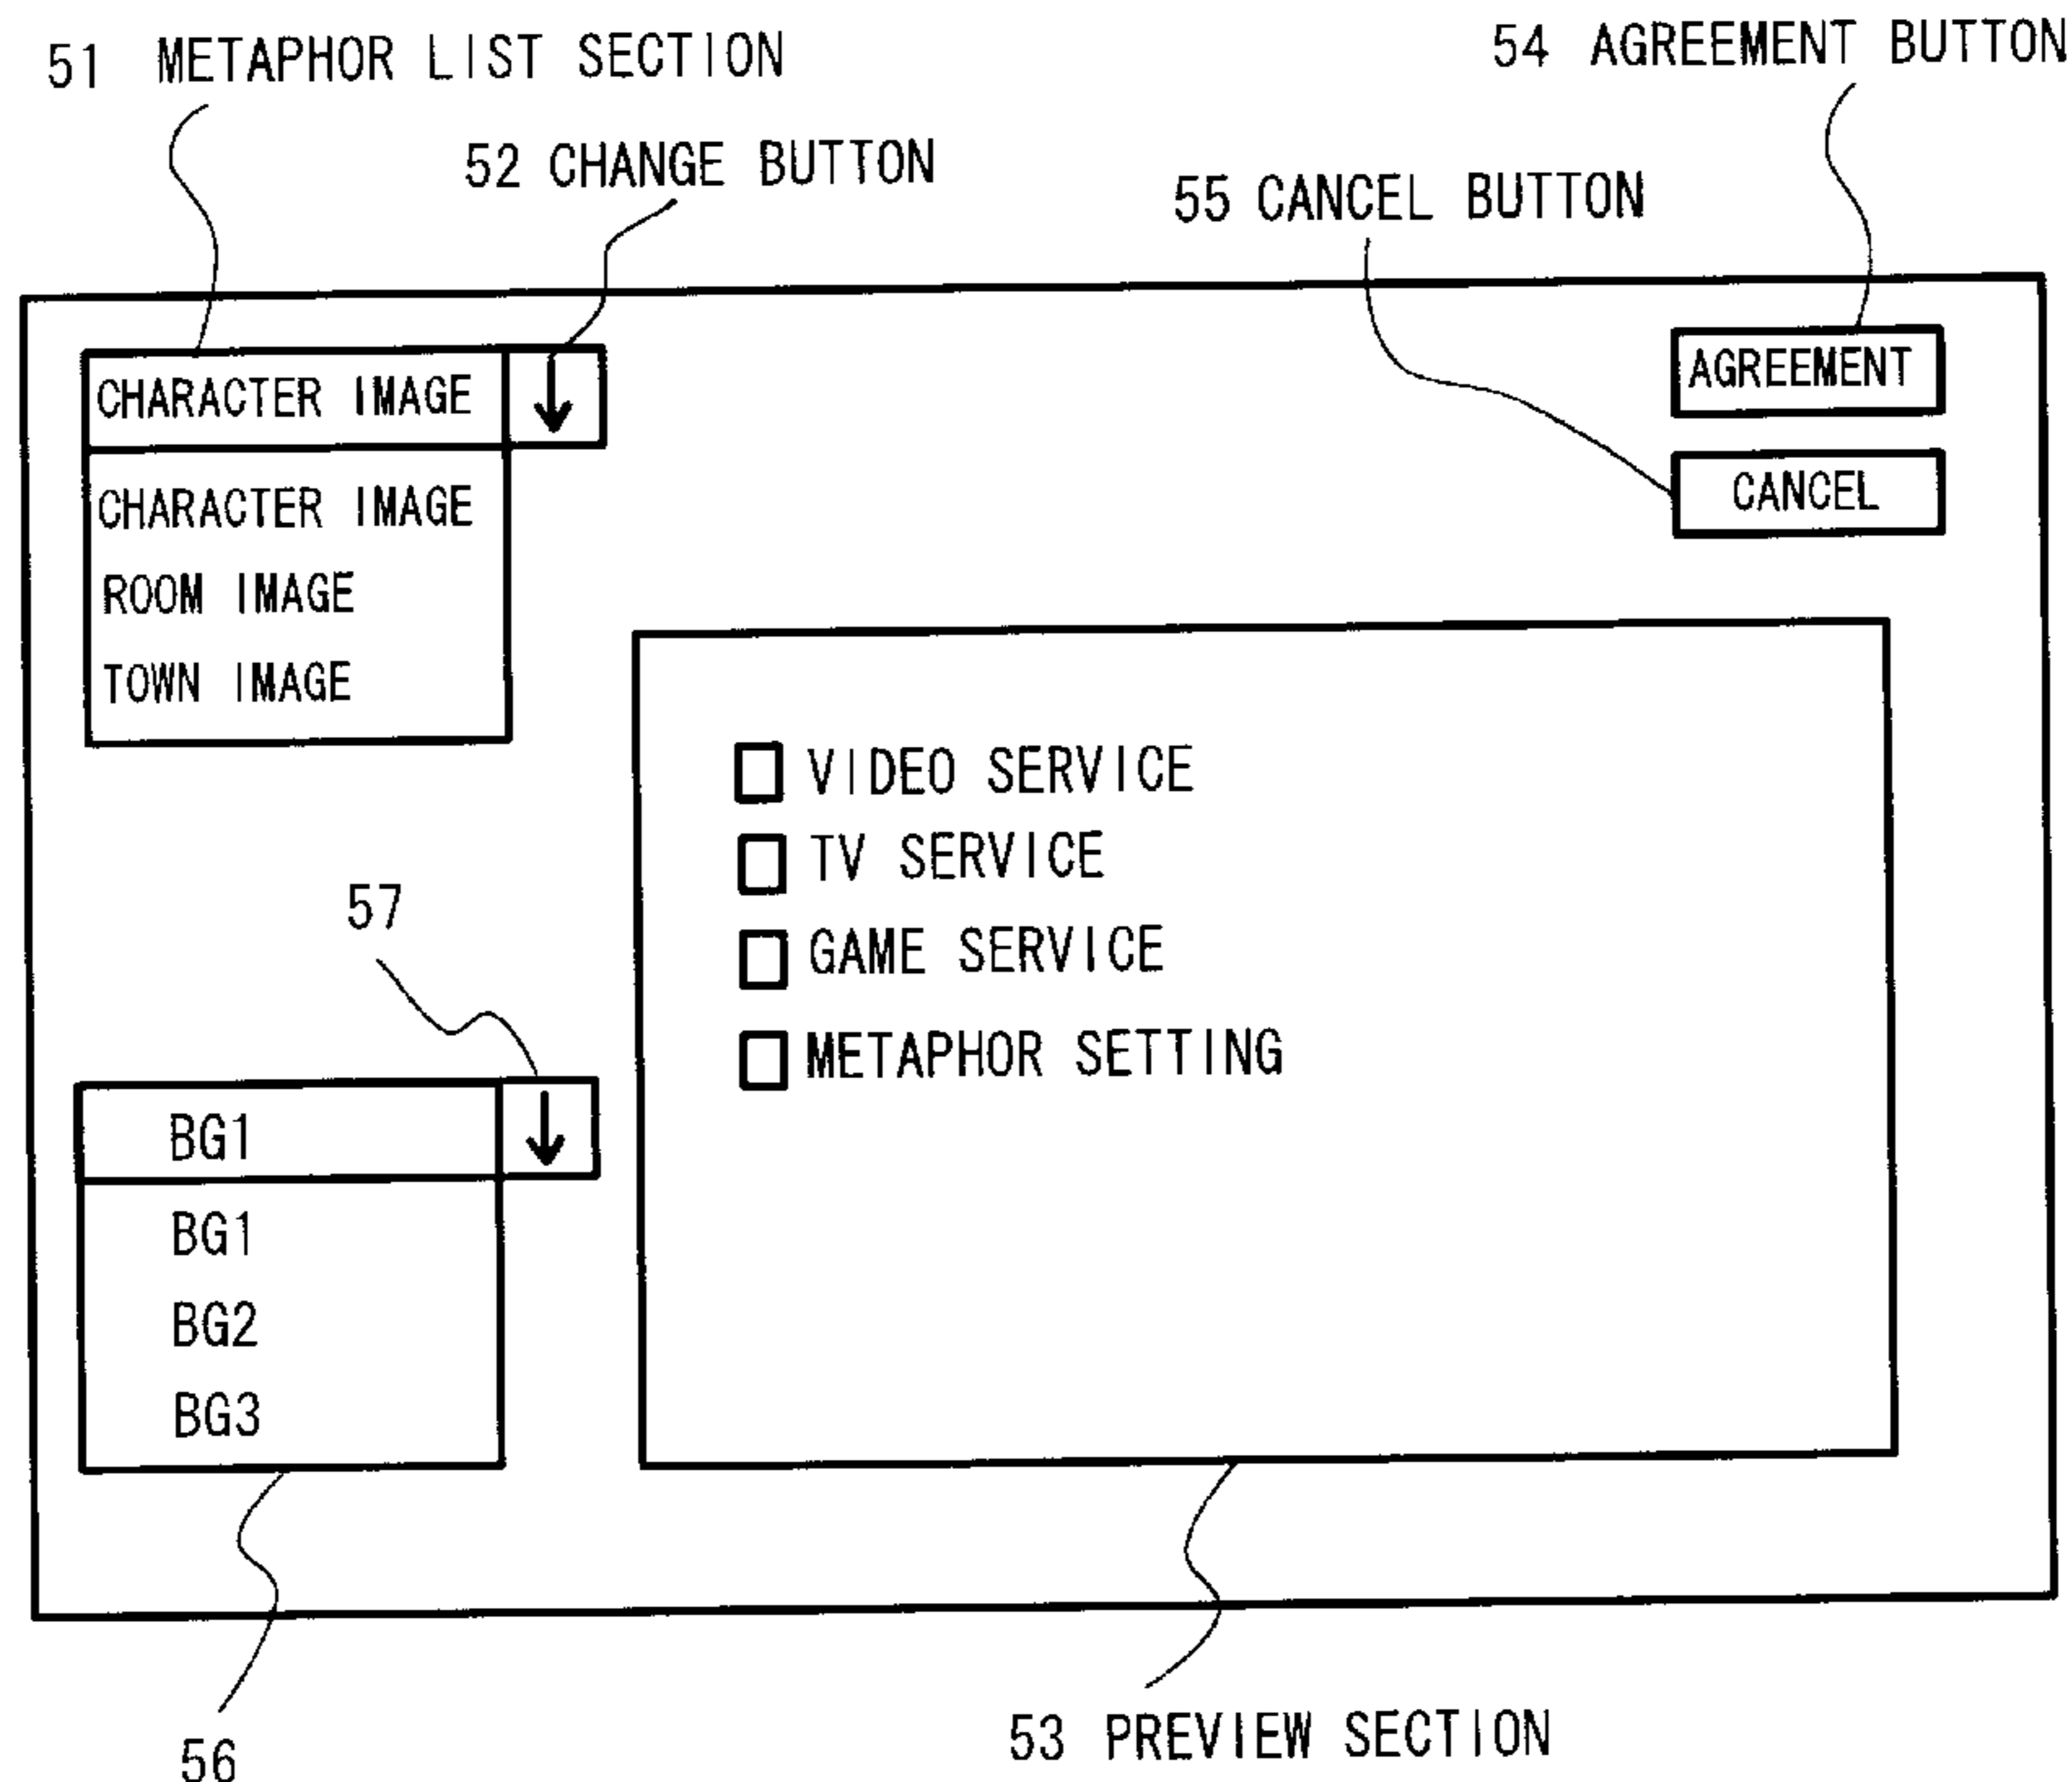 51 METAPHOR LIST SECTION
54 AGREEMENT BUTTON
52 CHANGE BUTTON
55 CANCEL BUTTON
CHARACTER IMAGE
↓
AGREEMENT
CHARACTER IMAGE
CANCEL
ROOM IMAGE
TOWN IMAGE
VIDEO SERVICE
TV SERVICE
57
GAME SERVICE
METAPHOR SETTING
BG1
↓
BG1
BG2
BG3
53 PREVIEW SECTION
56